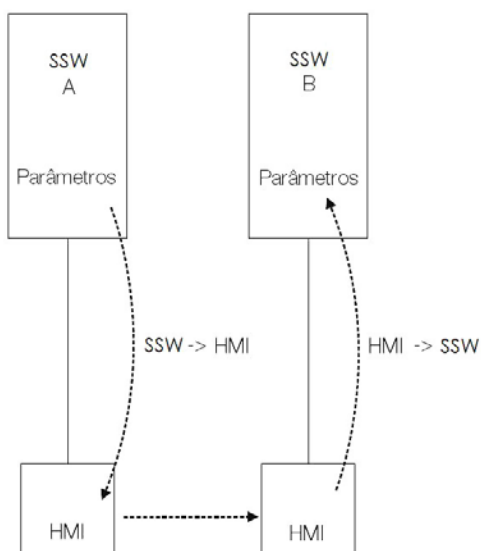 SSW
A
Parâmetros
SSW
B
Parâmetros
SSW -> HMI
HMI -> SSW
HMI
HMI